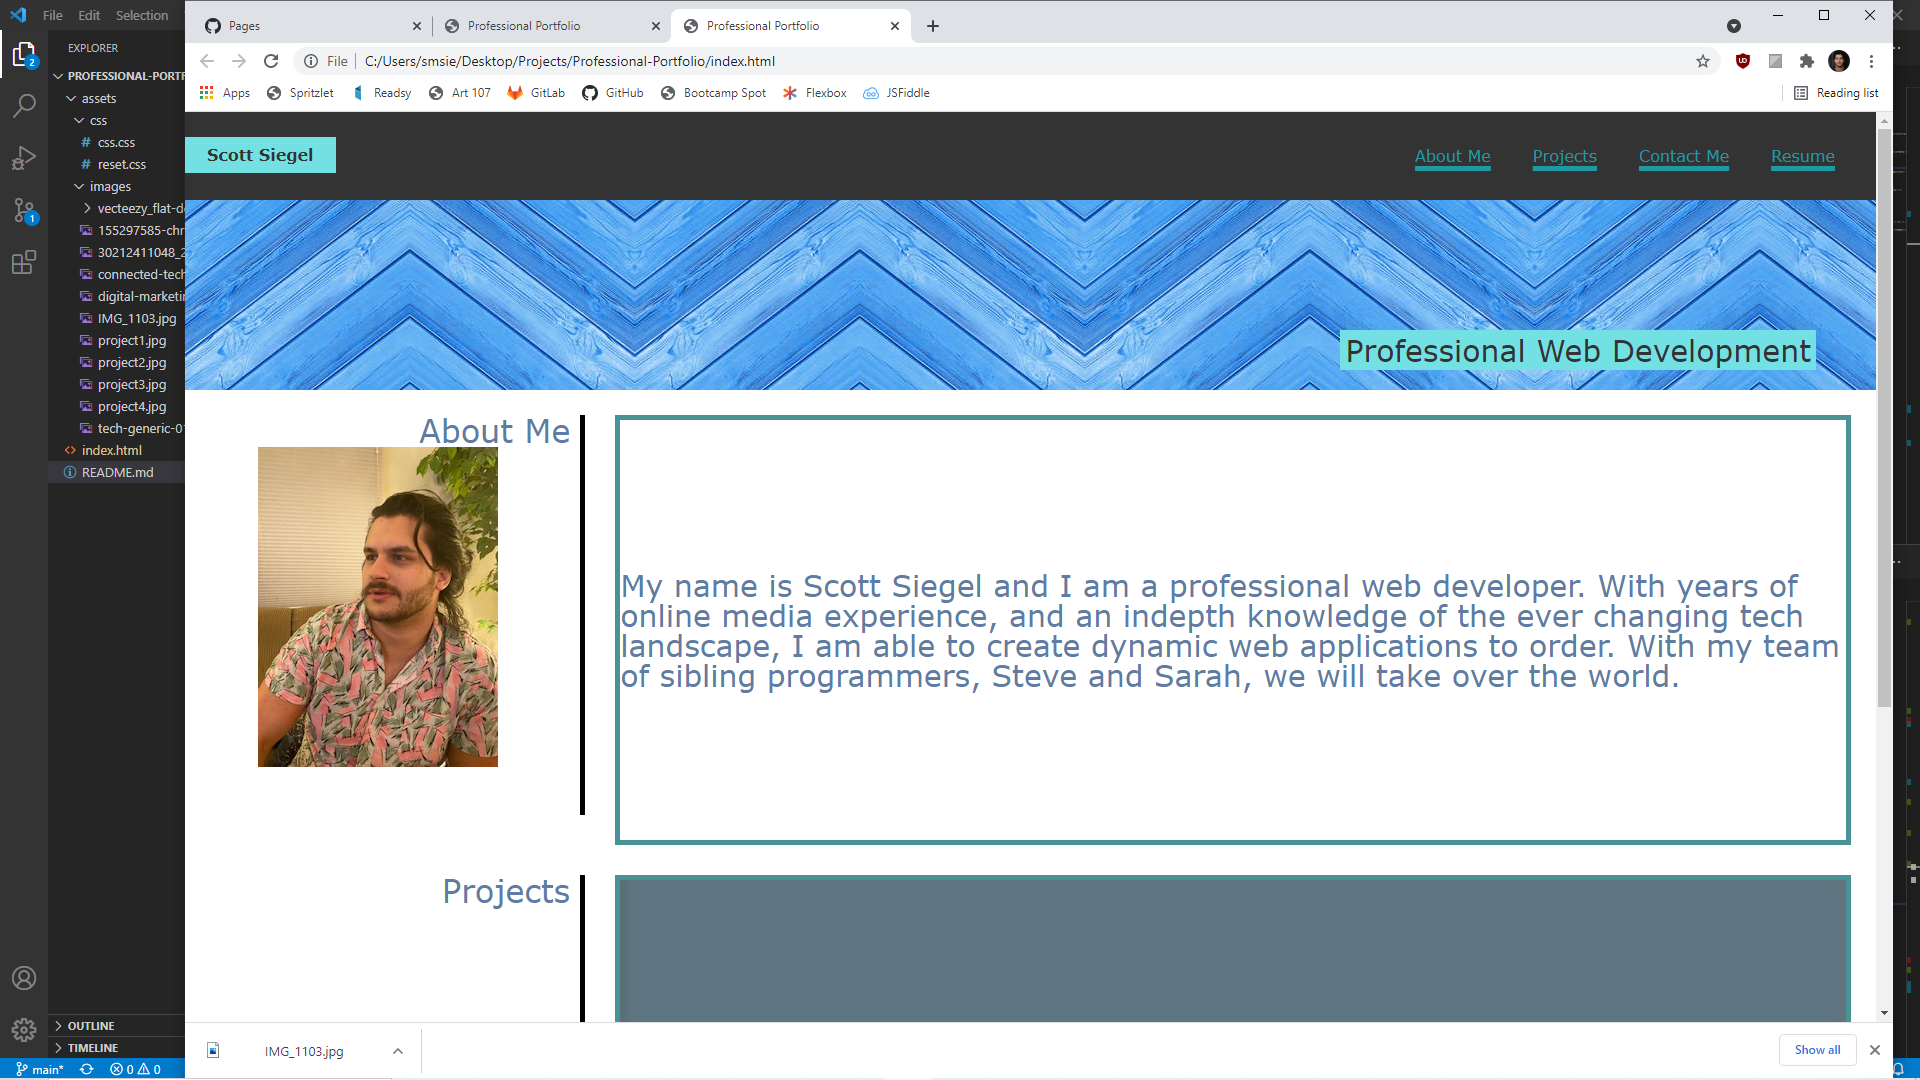 File Edit Selection
Pages
Professional Portfolio
Professional Portfolio
File
C:/Users/smsie/Desktop/Projects/Professional-Portfolio/index.html
Apps Spritzlet Readsy Art 107 GitLab GitHub Bootcamp Spot Flexbox JSFiddle Reading list
EXPLORER
PROFESSIONAL-PORTF
assets
css
# css.css
# reset.css
images
vecteezy_flat-d
155297585-chr
30212411048_2
connected-tech
digital-marketi
IMG_1103.jpg
project1.jpg
project2.jpg
project3.jpg
project4.jpg
tech-generic-01
<> index.html
README.md
OUTLINE
TIMELINE
main* 0 0
2
1
Scott Siegel
About Me Projects Contact Me Resume
Professional Web Development
About Me
My name is Scott Siegel and I am a professional web developer. With years of
online media experience, and an indepth knowledge of the ever changing tech
landscape, I am able to create dynamic web applications to order. With my team
of sibling programmers, Steve and Sarah, we will take over the world.
Projects
IMG_1103.jpg
Show all